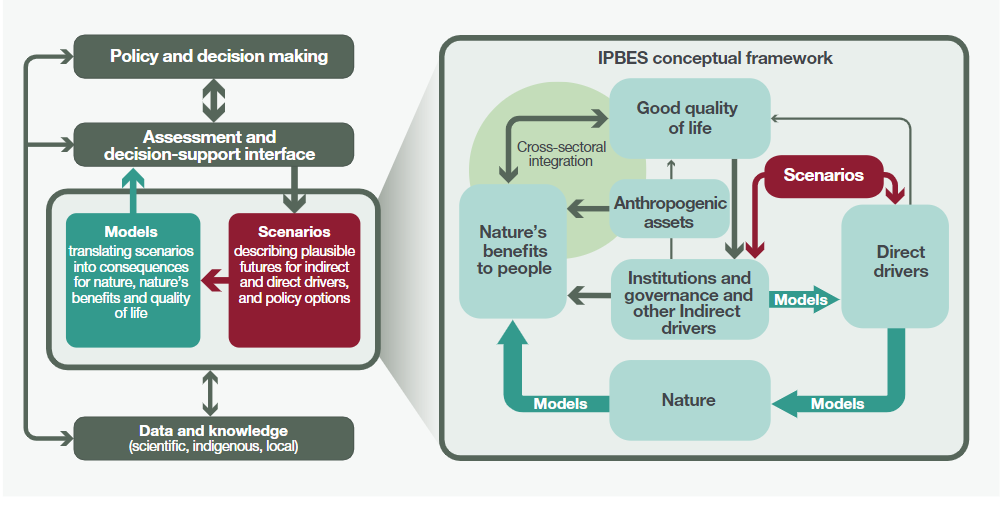 Policy and decision making
Assessment and
decision-support interface
Models
translating scenarios
into consequences
for nature, nature's
benefits and quality
of life
Scenarios
describing plausible
futures for indirect
and direct drivers,
and policy options
Data and knowledge
(scientific, indigenous, local)
IPBES conceptual framework
Good quality
of life
Cross-sectoral
integration
Scenarios
Anthropogenic
assets
Nature's
benefits
to people
Direct
drivers
Institutions and
governance and
other Indirect
drivers
Models
Nature
Models
Models